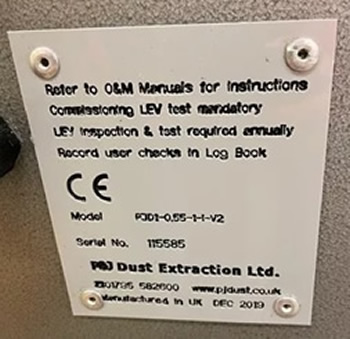 Refer to O&M Manuals for Instructions
Commissioning LEV test mandatory
LEV Inspection & test required annually
Record user checks in Log Book
CE
Model PJD1-0.55-1-1-V2
Serial No. 115585
P&J Dust Extraction Ltd.
☎01795 582600 www.pjdust.co.uk
Manufactured in UK DEC 2019